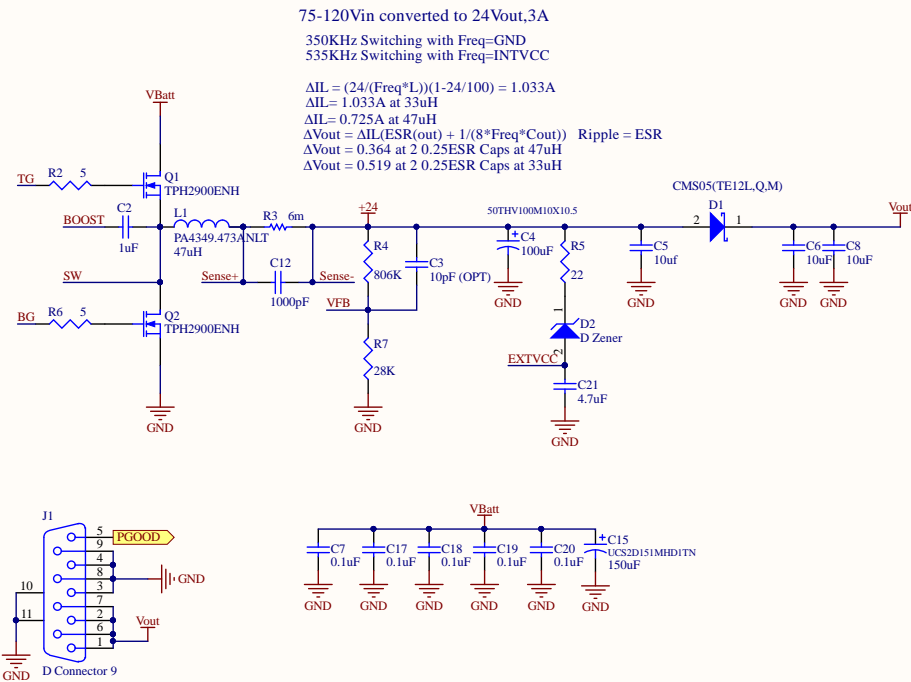 75-120Vin converted to 24Vout,3A
350KHz Switching with Freq=GND
535KHz Switching with Freq=INTVCC
ΔIL = (24/(Freq*L))(1-24/100) = 1.033A
ΔIL= 1.033A at 33uH
ΔIL= 0.725A at 47uH
ΔVout = ΔIL(ESR(out) + 1/(8*Freq*Cout)) Ripple = ESR
ΔVout = 0.364 at 2 0.25ESR Caps at 47uH
ΔVout = 0.519 at 2 0.25ESR Caps at 33uH
VBatt
TG
R2 5
Q1
TPH2900ENH
BOOST
C2
1uF
L1
PA4349.473ANLT
47uH
R3 6m
SW
Sense+
C12
1000pF
Sense-
BG
R6 5
Q2
TPH2900ENH
GND
+24
R4
806K
C3
10pF (OPT)
VFB
R7
28K
GND
50THV100M10X10.5
C4
100uF
GND
R5
22
1
D2
D Zener
2
EXTVCC
C21
4.7uF
GND
C5
10uf
GND
CMS05(TE12L,Q,M)
D1
2 1
Vout
C6
10uF
GND
C8
10uF
GND
J1
5
PGOOD
9
4
8
GND
3
7
2
6
1
Vout
10
11
GND
D Connector 9
VBatt
C7
0.1uF
GND
C17
0.1uF
GND
C18
0.1uF
GND
C19
0.1uF
GND
C20
0.1uF
GND
C15
UCS2D151MHD1TN
150uF
GND